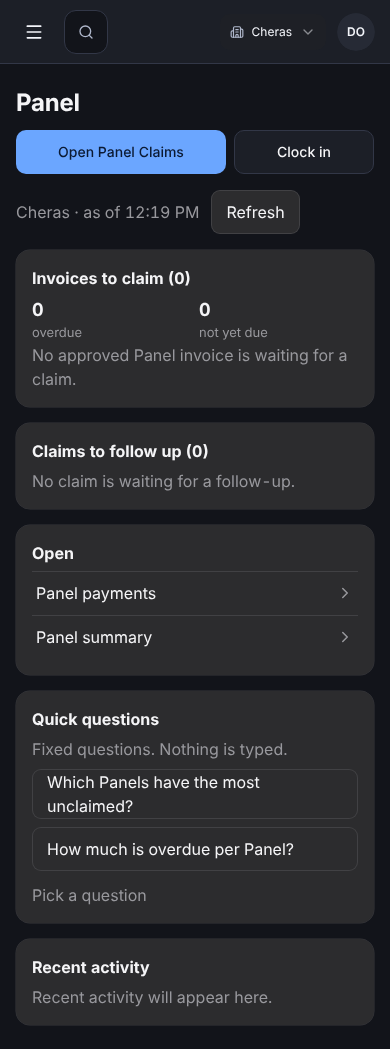 Cheras
DO
Panel
Open Panel Claims
Clock in
Cheras · as of 12:19 PM
Refresh
Invoices to claim (0)
0
overdue
0
not yet due
No approved Panel invoice is waiting for a
claim.
Claims to follow up (0)
No claim is waiting for a follow-up.
Open
Panel payments
Panel summary
Quick questions
Fixed questions. Nothing is typed.
Which Panels have the most
unclaimed?
How much is overdue per Panel?
Pick a question
Recent activity
Recent activity will appear here.